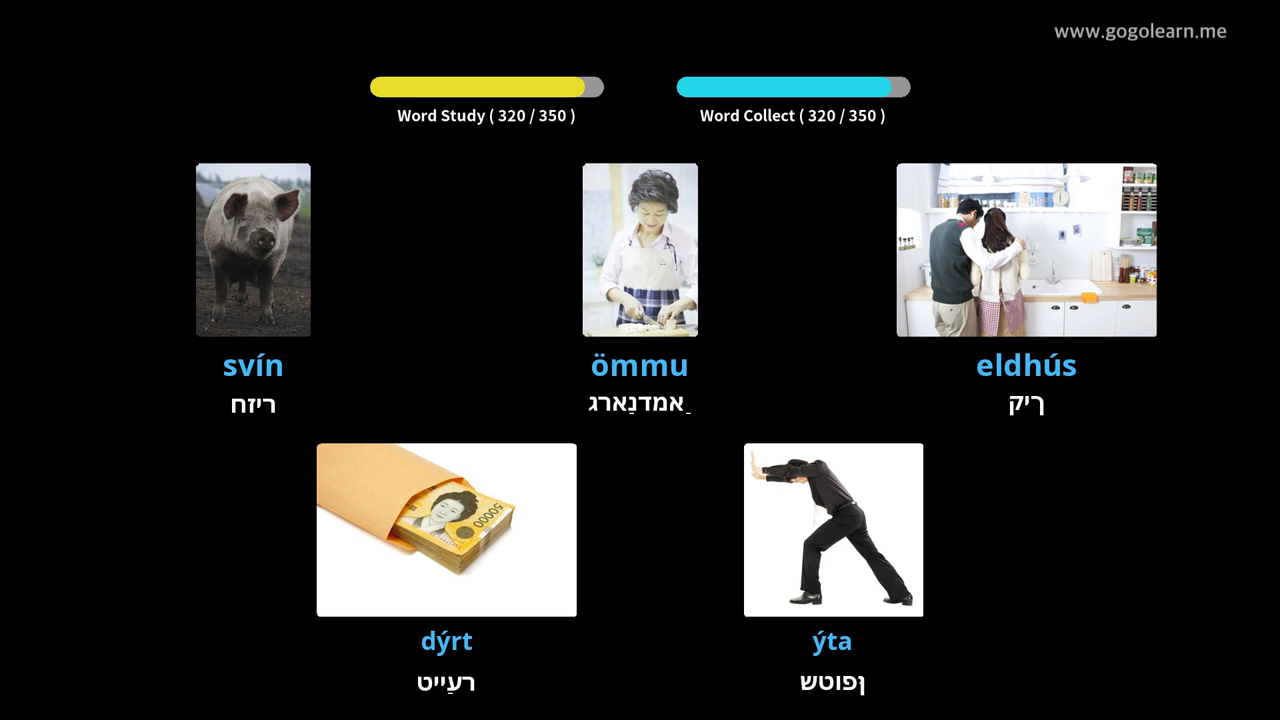 www.gogolearn.me
Word Study ( 320 / 350 )
Word Collect ( 320 / 350 )
svín
ömmu
eldhús
ריזח
ַאמדנַארג
ךיק
dýrt
ýta
רעַייט
ןּפוטש